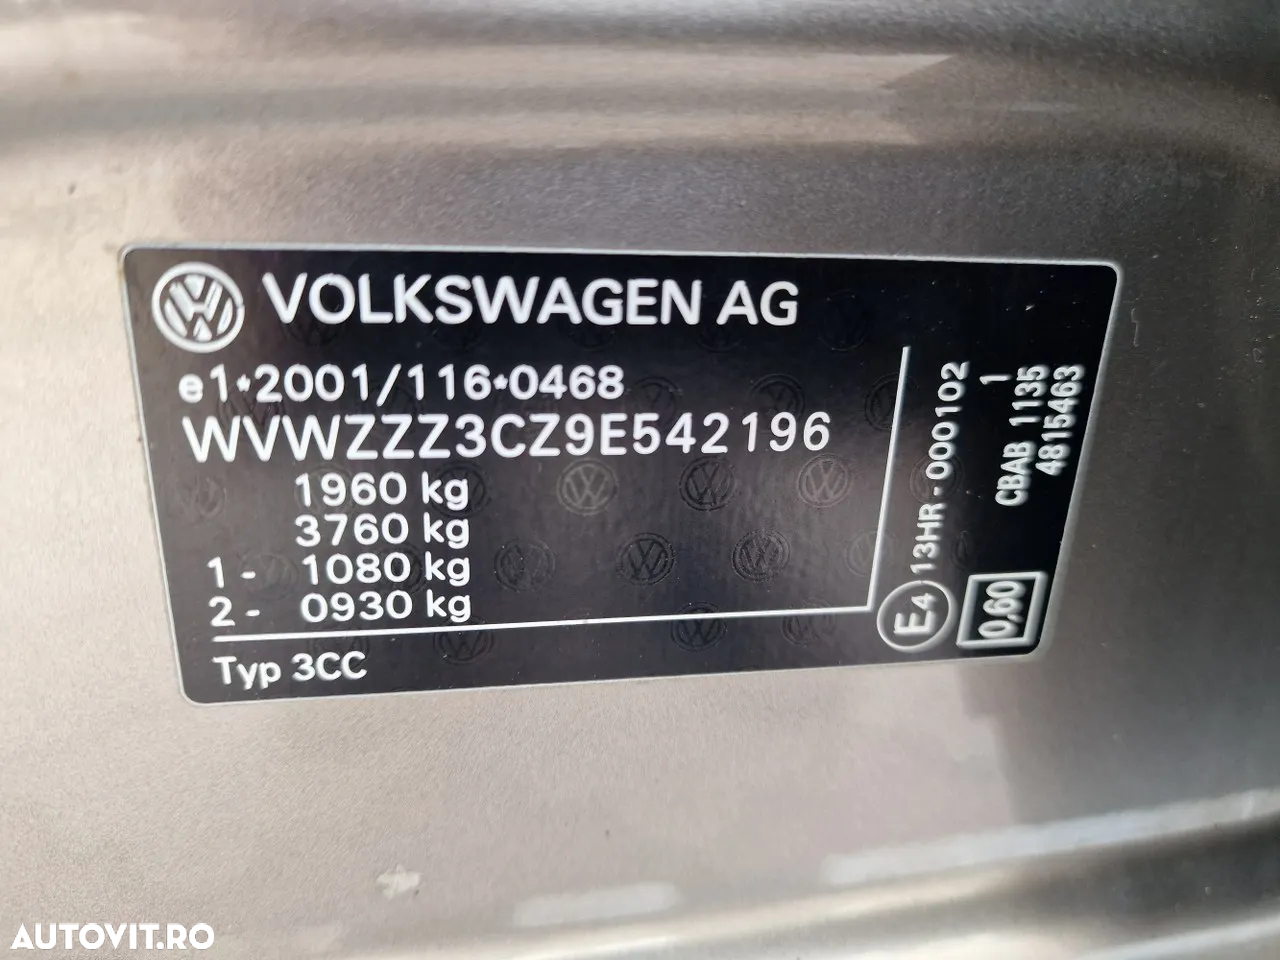 VOLKSWAGEN AG
e1*2001/116*0468
WVWZZZ3CZ9E542196
1960 kg
3760 kg
1- 1080 kg
2- 0930 kg
Typ 3CC
E4 13HR-000102
1
CBAB 1135
4815463
0,60
AUTOVIT.RO